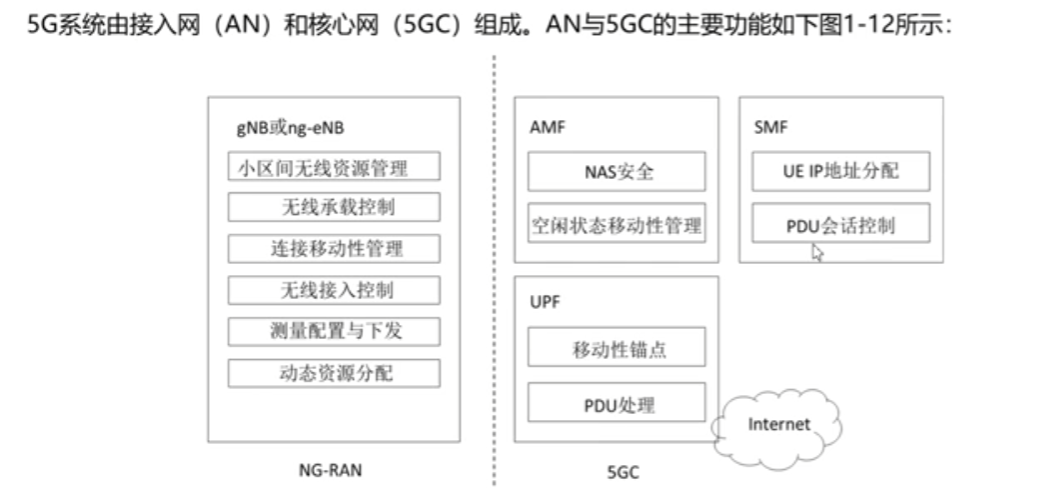 5G系统由接入网（AN）和核心网（5GC）组成。AN与5GC的主要功能如下图1-12所示：
gNB或ng-eNB
小区间无线资源管理
无线承载控制
连接移动性管理
无线接入控制
测量配置与下发
动态资源分配
NG-RAN
AMF
NAS安全
空闲状态移动性管理
SMF
UE IP地址分配
PDU会话控制
UPF
移动性锚点
PDU处理
Internet
5GC